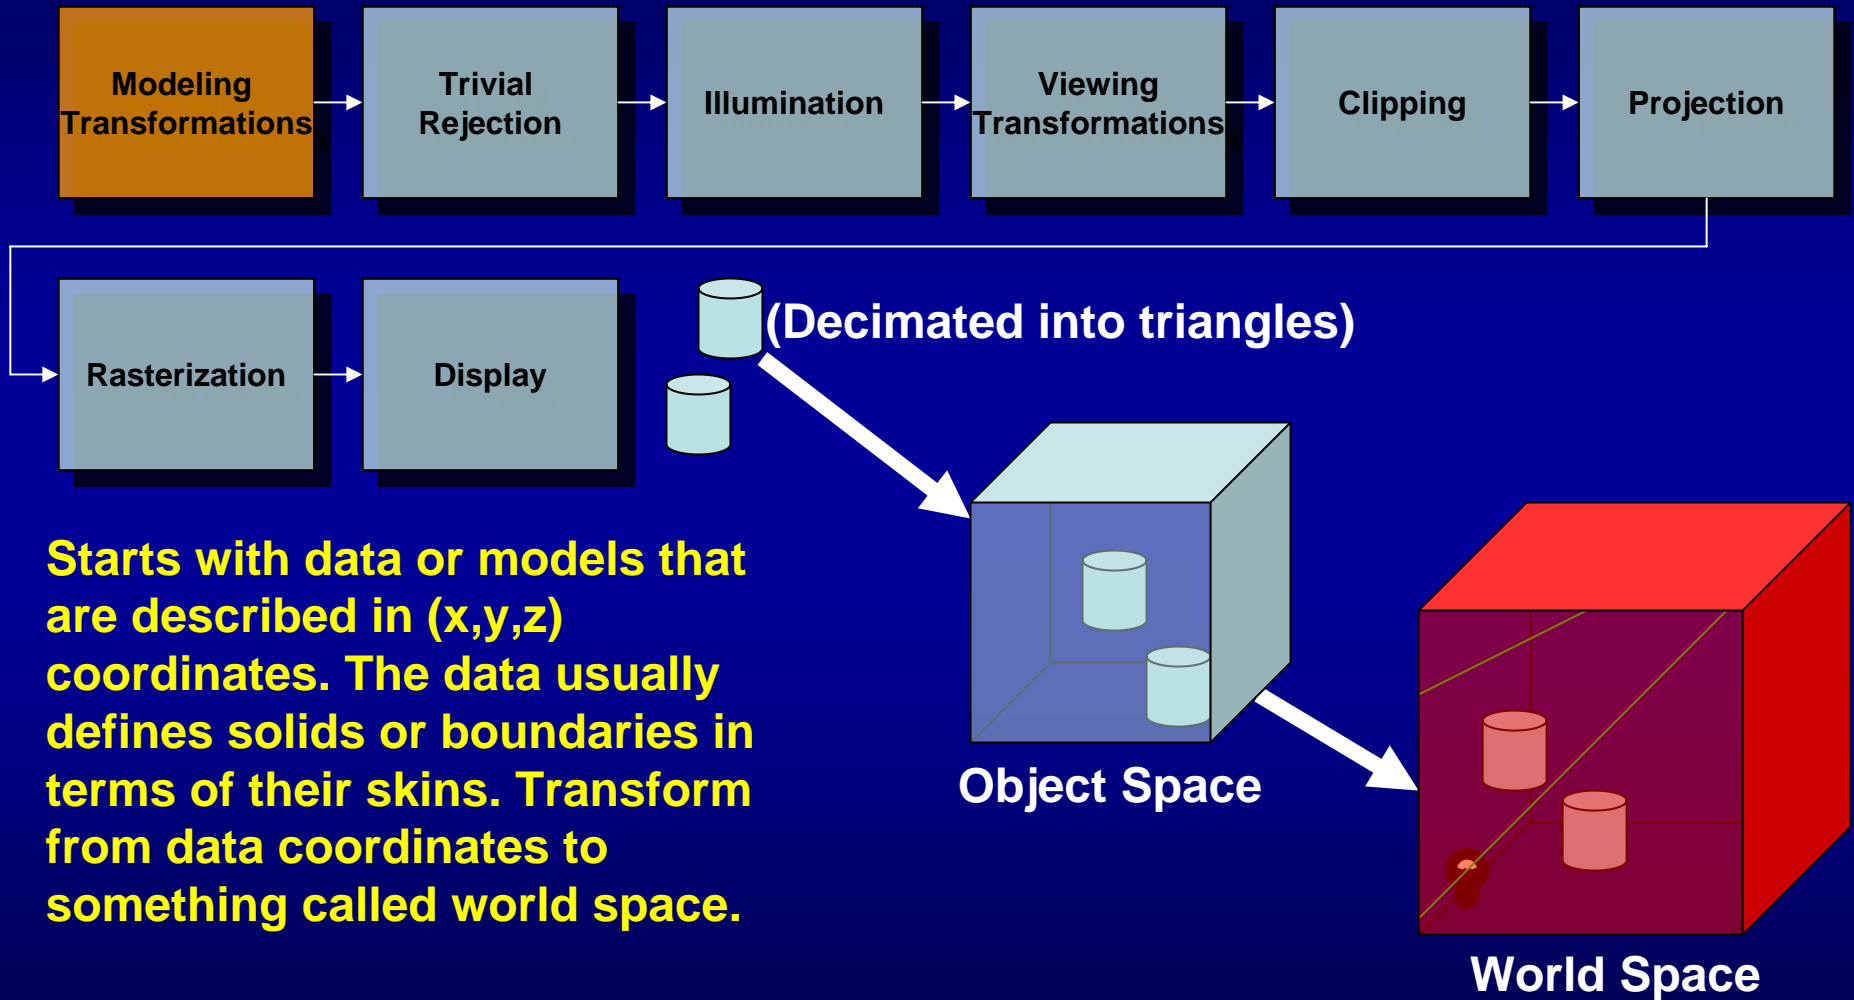 Modeling
Transformations
Trivial
Rejection
Illumination
Viewing
Transformations
Clipping
Projection
Rasterization
Display
(Decimated into triangles)
Starts with data or models that
are described in (x,y,z)
coordinates. The data usually
defines solids or boundaries in
terms of their skins. Transform
from data coordinates to
something called world space.
Object Space
World Space